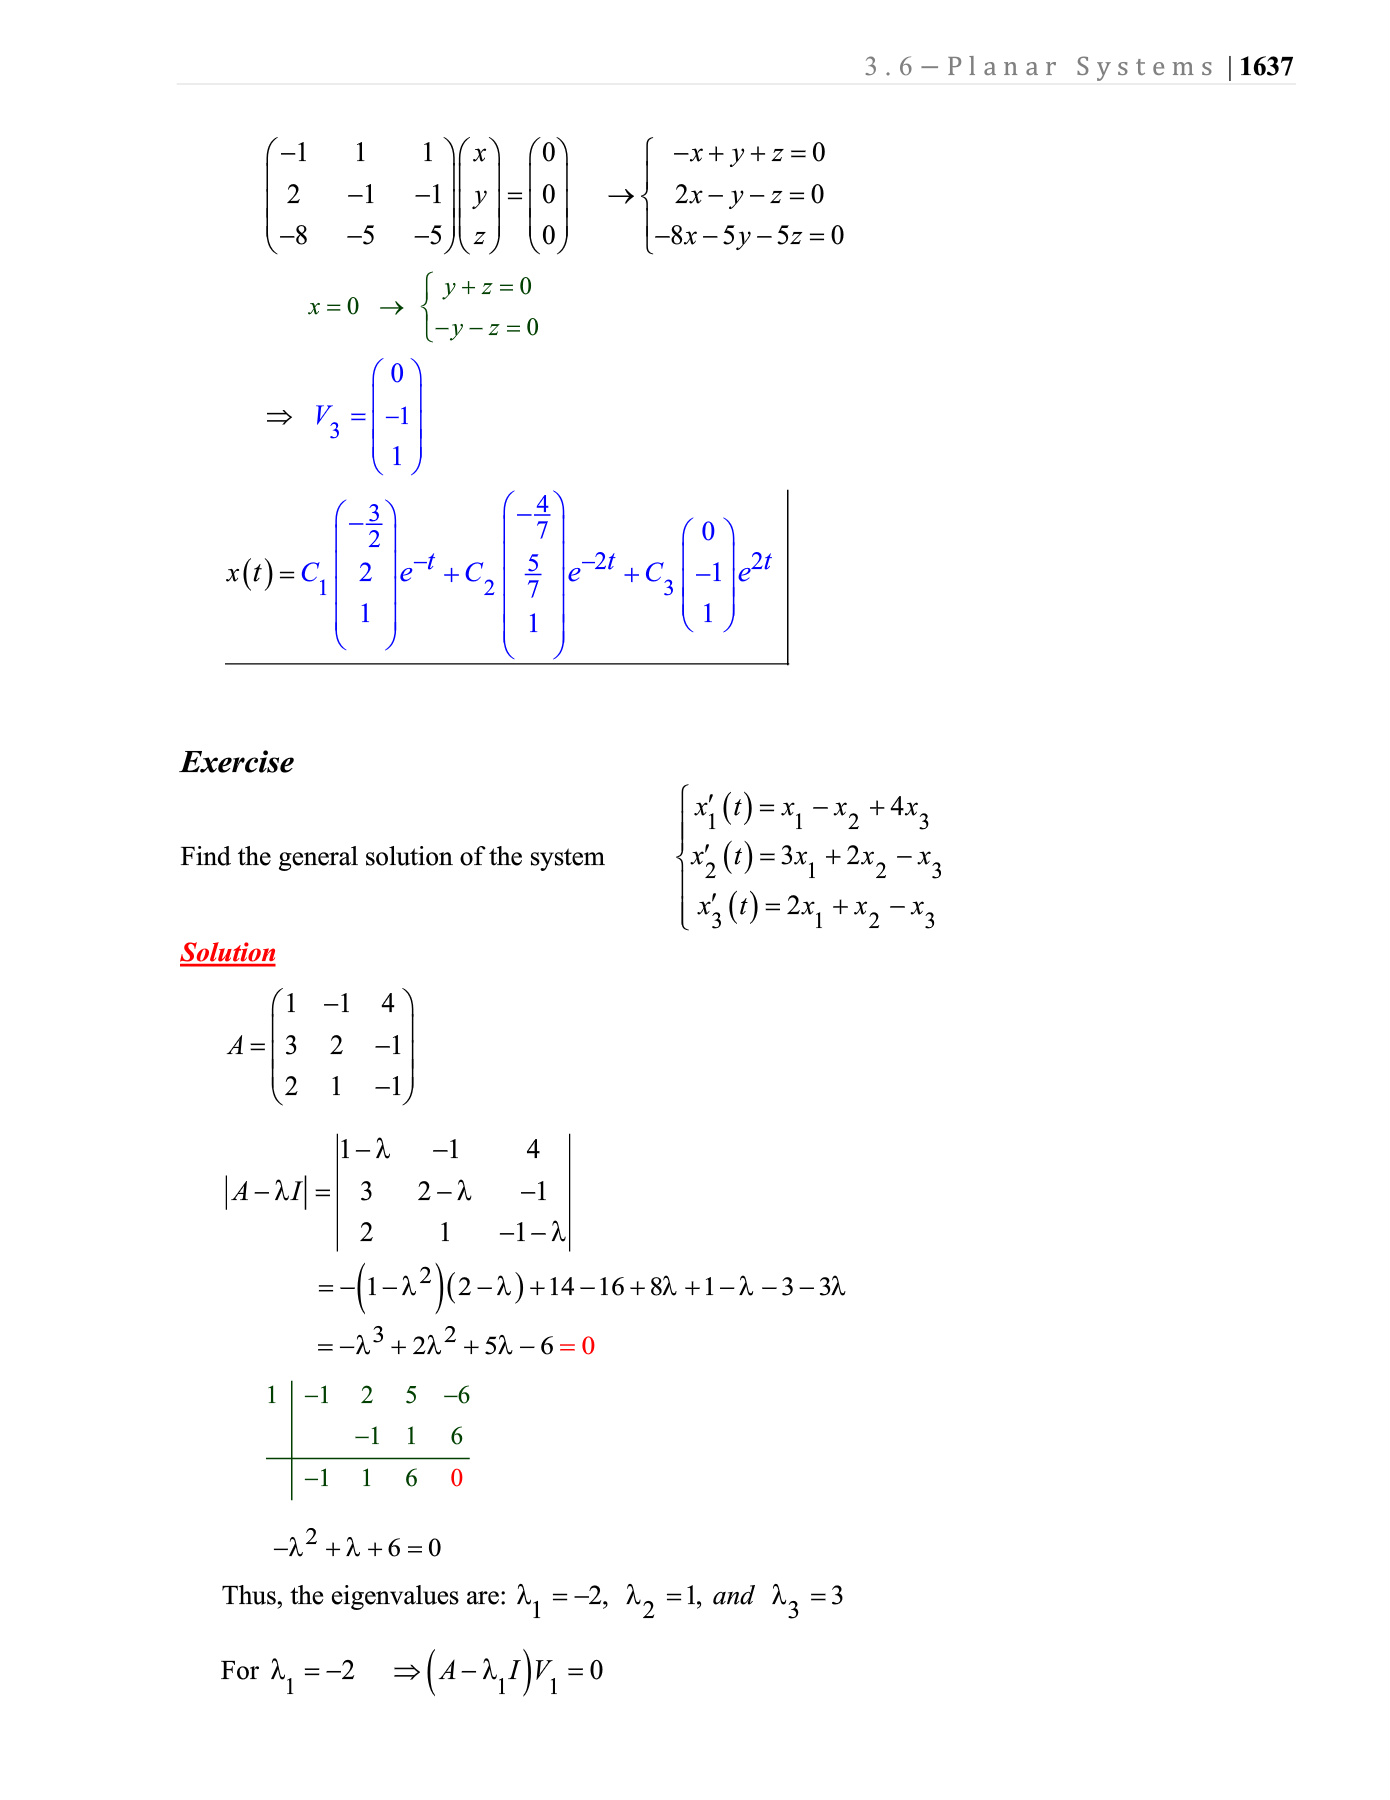 3.6 – Planar Systems | 1637
$\begin{pmatrix} -1 & 1 & 1 \\ 2 & -1 & -1 \\ -8 & -5 & -5 \end{pmatrix} \begin{pmatrix} x \\ y \\ z \end{pmatrix} = \begin{pmatrix} 0 \\ 0 \\ 0 \end{pmatrix} \quad \rightarrow \begin{cases} -x + y + z = 0 \\ 2x - y - z = 0 \\ -8x - 5y - 5z = 0 \end{cases}$
$x = 0 \;\rightarrow\; \begin{cases} y + z = 0 \\ -y - z = 0 \end{cases}$
$\Rightarrow\; V_3 = \begin{pmatrix} 0 \\ -1 \\ 1 \end{pmatrix}$
$x(t) = C_1 \begin{pmatrix} -\frac{3}{2} \\ 2 \\ 1 \end{pmatrix} e^{-t} + C_2 \begin{pmatrix} -\frac{4}{7} \\ \frac{5}{7} \\ 1 \end{pmatrix} e^{-2t} + C_3 \begin{pmatrix} 0 \\ -1 \\ 1 \end{pmatrix} e^{2t}$
Exercise
Find the general solution of the system $\begin{cases} x_1'(t) = x_1 - x_2 + 4x_3 \\ x_2'(t) = 3x_1 + 2x_2 - x_3 \\ x_3'(t) = 2x_1 + x_2 - x_3 \end{cases}$
Solution
$A = \begin{pmatrix} 1 & -1 & 4 \\ 3 & 2 & -1 \\ 2 & 1 & -1 \end{pmatrix}$
$|A - \lambda I| = \begin{vmatrix} 1-\lambda & -1 & 4 \\ 3 & 2-\lambda & -1 \\ 2 & 1 & -1-\lambda \end{vmatrix}$
$= -(1-\lambda^2)(2-\lambda) + 14 - 16 + 8\lambda + 1 - \lambda - 3 - 3\lambda$
$= -\lambda^3 + 2\lambda^2 + 5\lambda - 6 = 0$
1 | −1 2 5 −6
−1 1 6
−1 1 6 0
$-\lambda^2 + \lambda + 6 = 0$
Thus, the eigenvalues are: $\lambda_1 = -2,\; \lambda_2 = 1,$ and $\lambda_3 = 3$
For $\lambda_1 = -2 \quad \Rightarrow (A - \lambda_1 I)V_1 = 0$